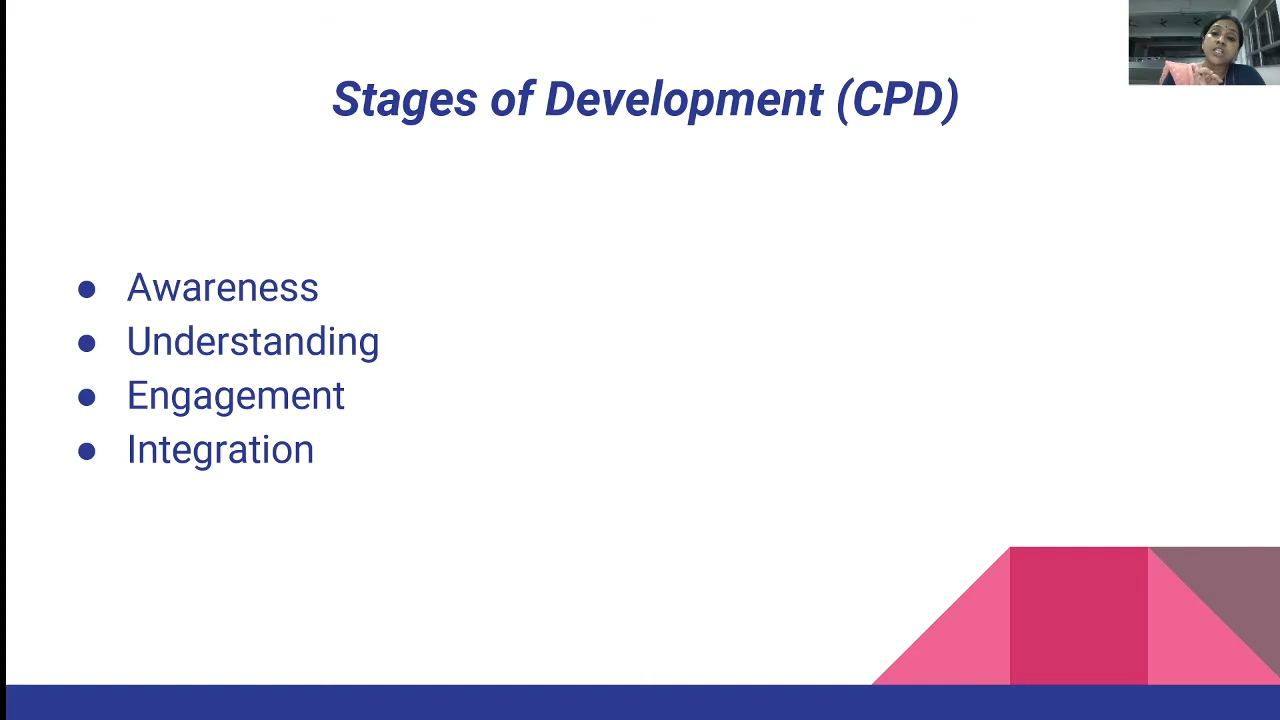 Stages of Development (CPD)
● Awareness
● Understanding
● Engagement
● Integration